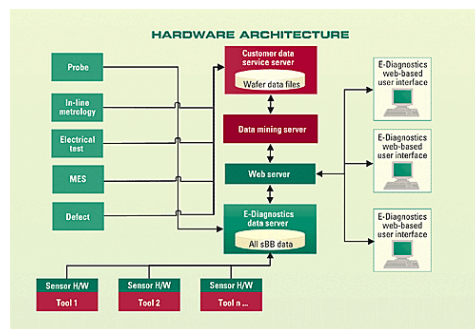 HARDWARE ARCHITECTURE
Probe
In-line
metrology
Electrical
test
MES
Defect
Customer data
service server
Wafer data files
Data mining server
Web server
E-Diagnostics
data server
All sBB data
E-Diagnostics
web-based
user interface
E-Diagnostics
web-based
user interface
E-Diagnostics
web-based
user interface
Sensor H/W
Tool 1
Sensor H/W
Tool 2
Sensor H/W
Tool n ...